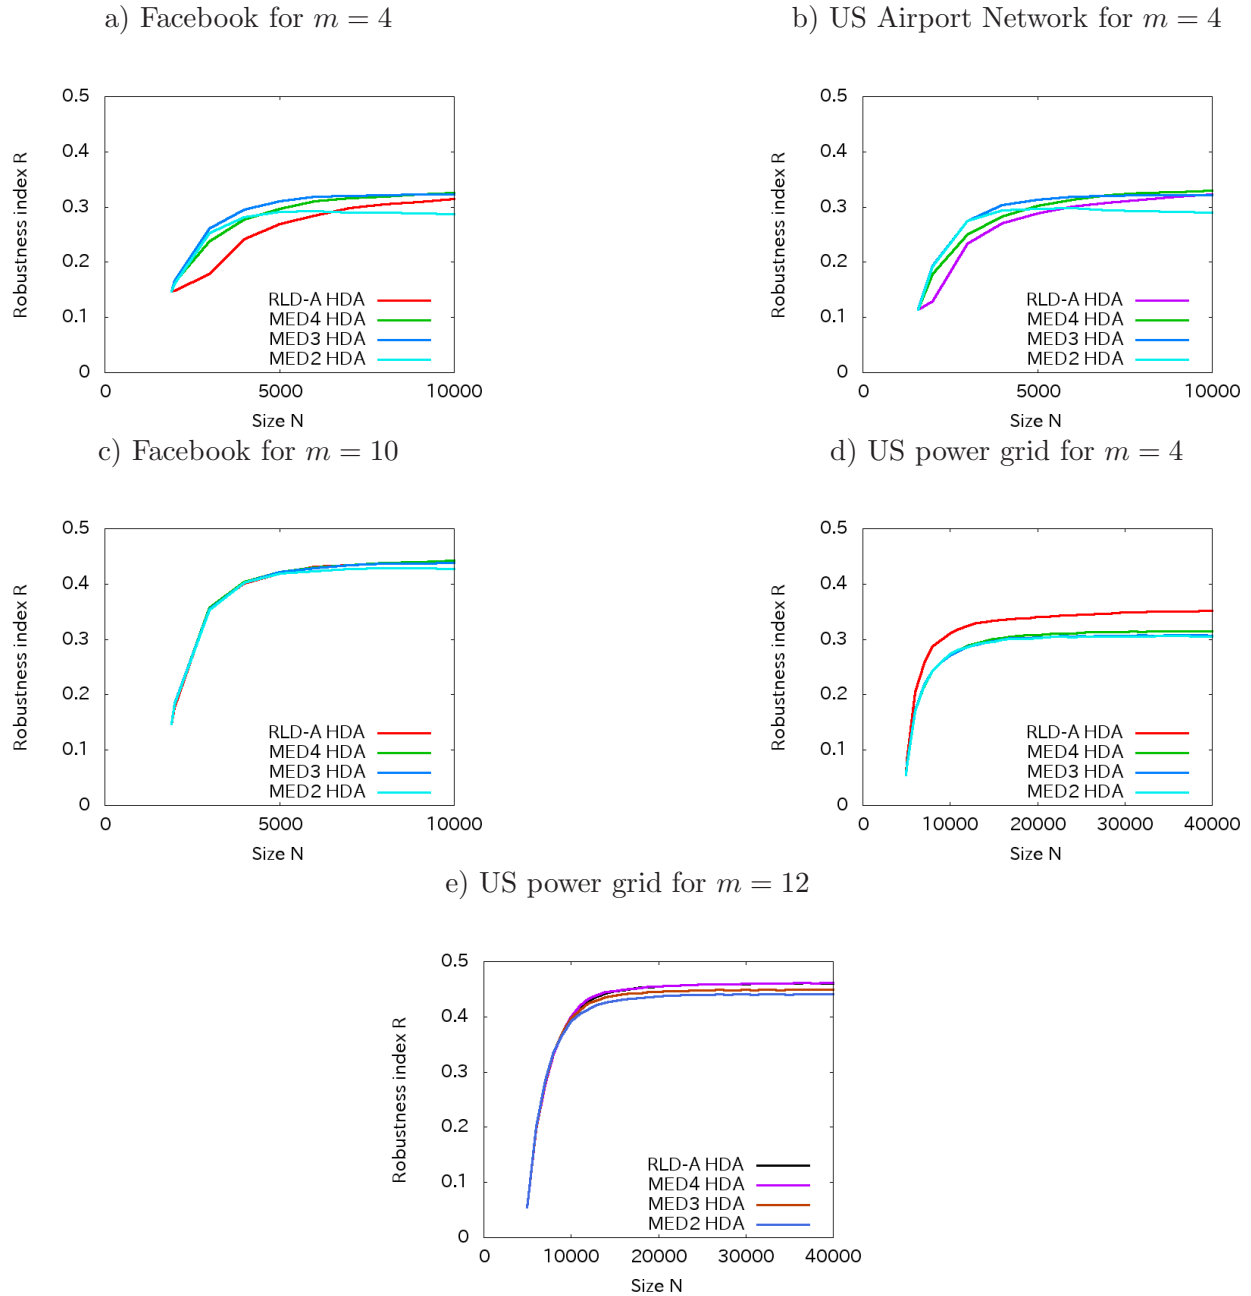 a) Facebook for m = 4
b) US Airport Network for m = 4
Robustness index R
0.5
0.4
0.3
0.2
0.1
0
RLD-A HDA
MED4 HDA
MED3 HDA
MED2 HDA
0 5000 10000
Size N
Robustness index R
0.5
0.4
0.3
0.2
0.1
0
RLD-A HDA
MED4 HDA
MED3 HDA
MED2 HDA
0 5000 10000
Size N
c) Facebook for m = 10
d) US power grid for m = 4
Robustness index R
0.5
0.4
0.3
0.2
0.1
0
RLD-A HDA
MED4 HDA
MED3 HDA
MED2 HDA
0 5000 10000
Size N
Robustness index R
0.5
0.4
0.3
0.2
0.1
0
RLD-A HDA
MED4 HDA
MED3 HDA
MED2 HDA
0 10000 20000 30000 40000
Size N
e) US power grid for m = 12
Robustness index R
0.5
0.4
0.3
0.2
0.1
0
RLD-A HDA
MED4 HDA
MED3 HDA
MED2 HDA
0 10000 20000 30000 40000
Size N